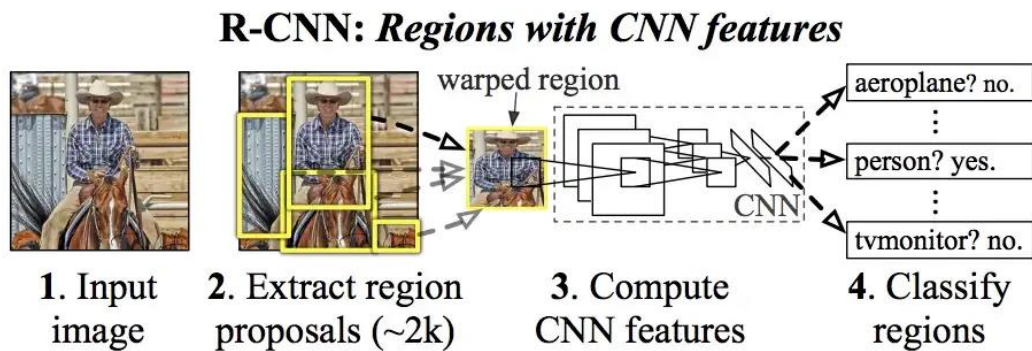 R-CNN: Regions with CNN features
warped region
aeroplane? no.
⋮
person? yes.
⋮
tvmonitor? no.
CNN
1. Input
image
2. Extract region
proposals (~2k)
3. Compute
CNN features
4. Classify
regions